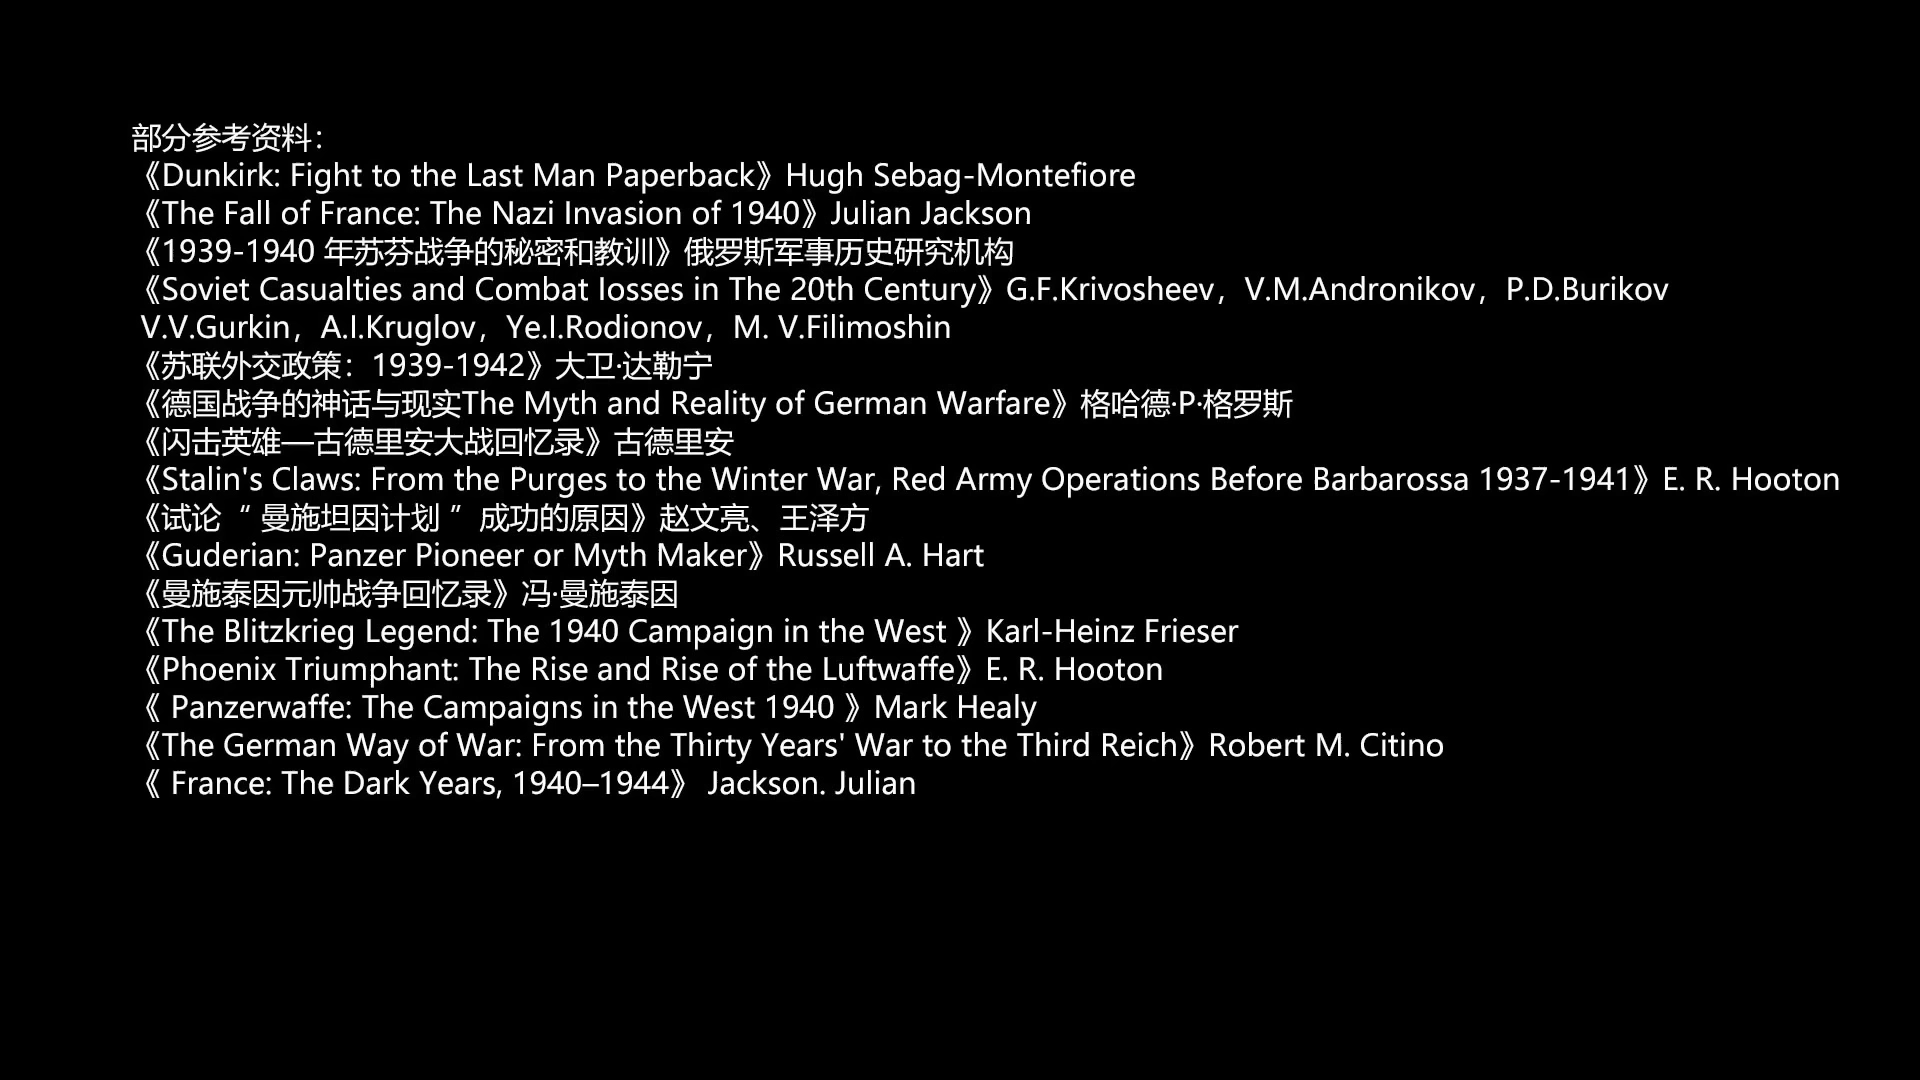 部分参考资料：
《Dunkirk: Fight to the Last Man Paperback》Hugh Sebag-Montefiore
《The Fall of France: The Nazi Invasion of 1940》Julian Jackson
《1939-1940 年苏芬战争的秘密和教训》俄罗斯军事历史研究机构
《Soviet Casualties and Combat losses in The 20th Century》G.F.Krivosheev，V.M.Andronikov，P.D.Burikov
V.V.Gurkin，A.I.Kruglov，Ye.I.Rodionov，M. V.Filimoshin
《苏联外交政策：1939-1942》大卫·达勒宁
《德国战争的神话与现实The Myth and Reality of German Warfare》格哈德·P·格罗斯
《闪击英雄—古德里安大战回忆录》古德里安
《Stalin's Claws: From the Purges to the Winter War, Red Army Operations Before Barbarossa 1937-1941》E. R. Hooton
《试论“ 曼施坦因计划 ”成功的原因》赵文亮、王泽方
《Guderian: Panzer Pioneer or Myth Maker》Russell A. Hart
《曼施泰因元帅战争回忆录》冯·曼施泰因
《The Blitzkrieg Legend: The 1940 Campaign in the West 》Karl-Heinz Frieser
《Phoenix Triumphant: The Rise and Rise of the Luftwaffe》E. R. Hooton
《 Panzerwaffe: The Campaigns in the West 1940 》Mark Healy
《The German Way of War: From the Thirty Years' War to the Third Reich》Robert M. Citino
《 France: The Dark Years, 1940–1944》 Jackson. Julian